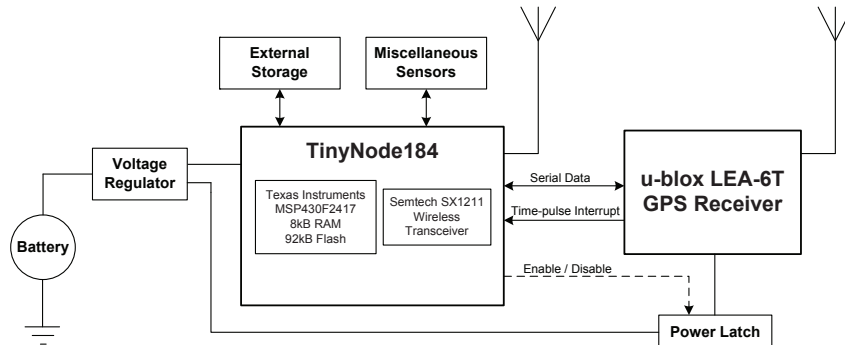 External
Storage
Miscellaneous
Sensors
Voltage
Regulator
Battery
TinyNode184
Texas Instruments
MSP430F2417
8kB RAM
92kB Flash
Semtech SX1211
Wireless
Transceiver
Serial Data
Time-pulse Interrupt
Enable / Disable
u-blox LEA-6T
GPS Receiver
Power Latch